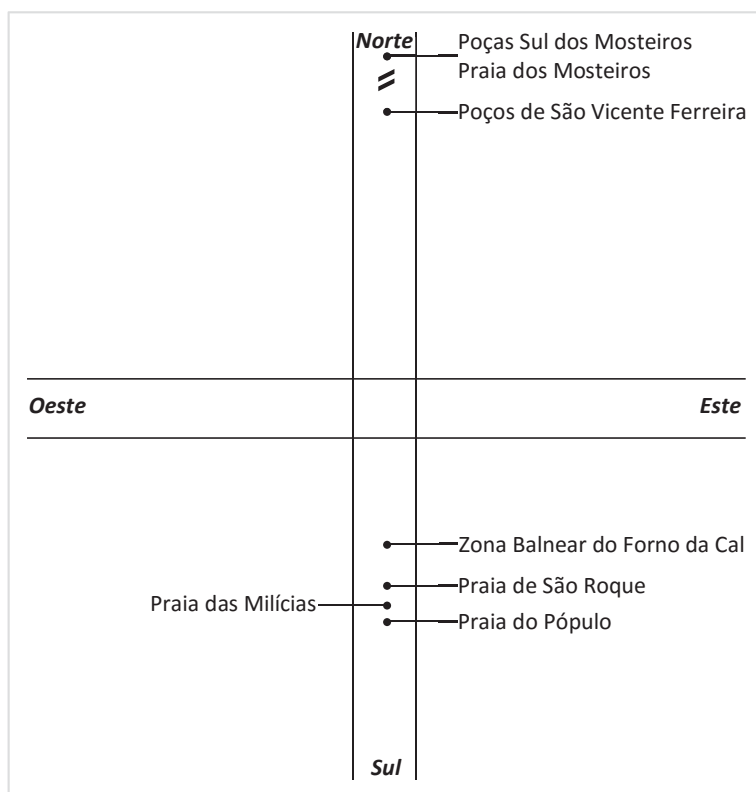 Norte
Poças Sul dos Mosteiros
Praia dos Mosteiros
Poços de São Vicente Ferreira
Oeste
Este
Zona Balnear do Forno da Cal
Praia de São Roque
Praia das Milícias
Praia do Pópulo
Sul